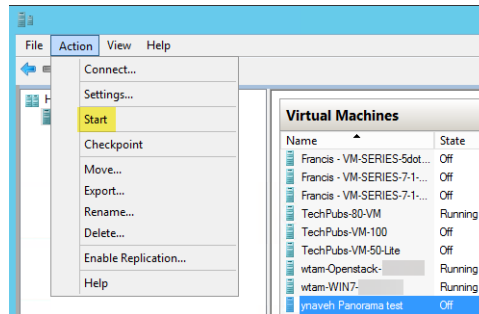 File Action View Help
Connect...
Settings...
Start
Checkpoint
Move...
Export...
Rename...
Delete...
Enable Replication...
Help
Virtual Machines
Name State
Francis - VM-SERIES-5dot... Off
Francis - VM-SERIES-7-1-... Off
Francis - VM-SERIES-7-1-... Off
TechPubs-80-VM Running
TechPubs-VM-100 Off
TechPubs-VM-50-Lite Off
wtam-Openstack- Running
wtam-WIN7- Running
ynaveh Panorama test Off